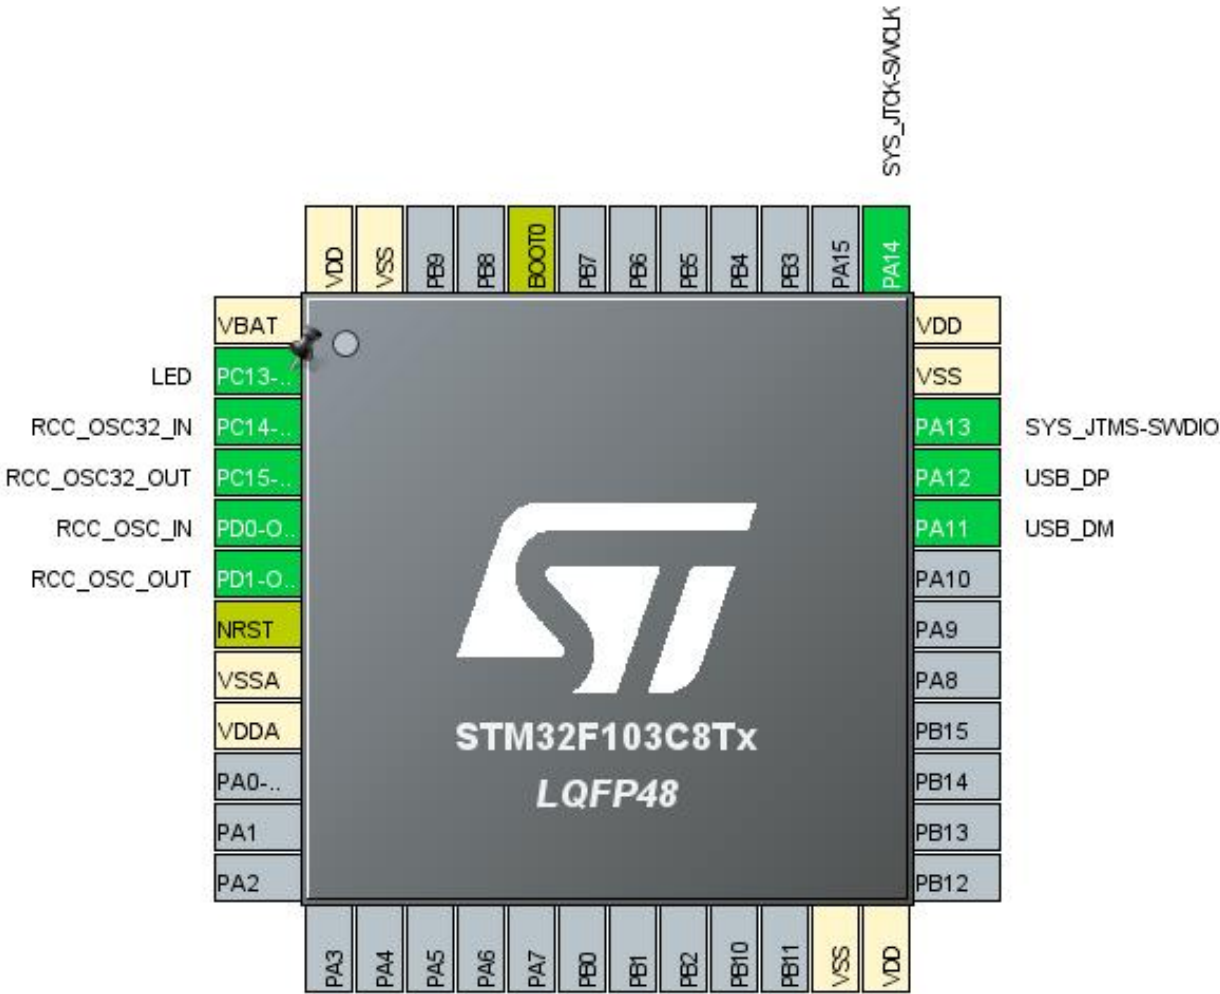 SYS_JTCK-SWCLK
VDD
VSS
PB9
PB8
BOOT0
PB7
PB6
PB5
PB4
PB3
PA15
PA14
VBAT
VDD
LED
PC13-..
VSS
RCC_OSC32_IN
PC14-..
PA13
SYS_JTMS-SWDIO
RCC_OSC32_OUT
PC15-..
PA12
USB_DP
RCC_OSC_IN
PD0-O..
PA11
USB_DM
RCC_OSC_OUT
PD1-O..
PA10
NRST
PA9
VSSA
PA8
VDDA
PB15
PA0-..
PB14
PA1
PB13
PA2
PB12
ST
STM32F103C8Tx
LQFP48
PA3
PA4
PA5
PA6
PA7
PB0
PB1
PB2
PB10
PB11
VSS
VDD